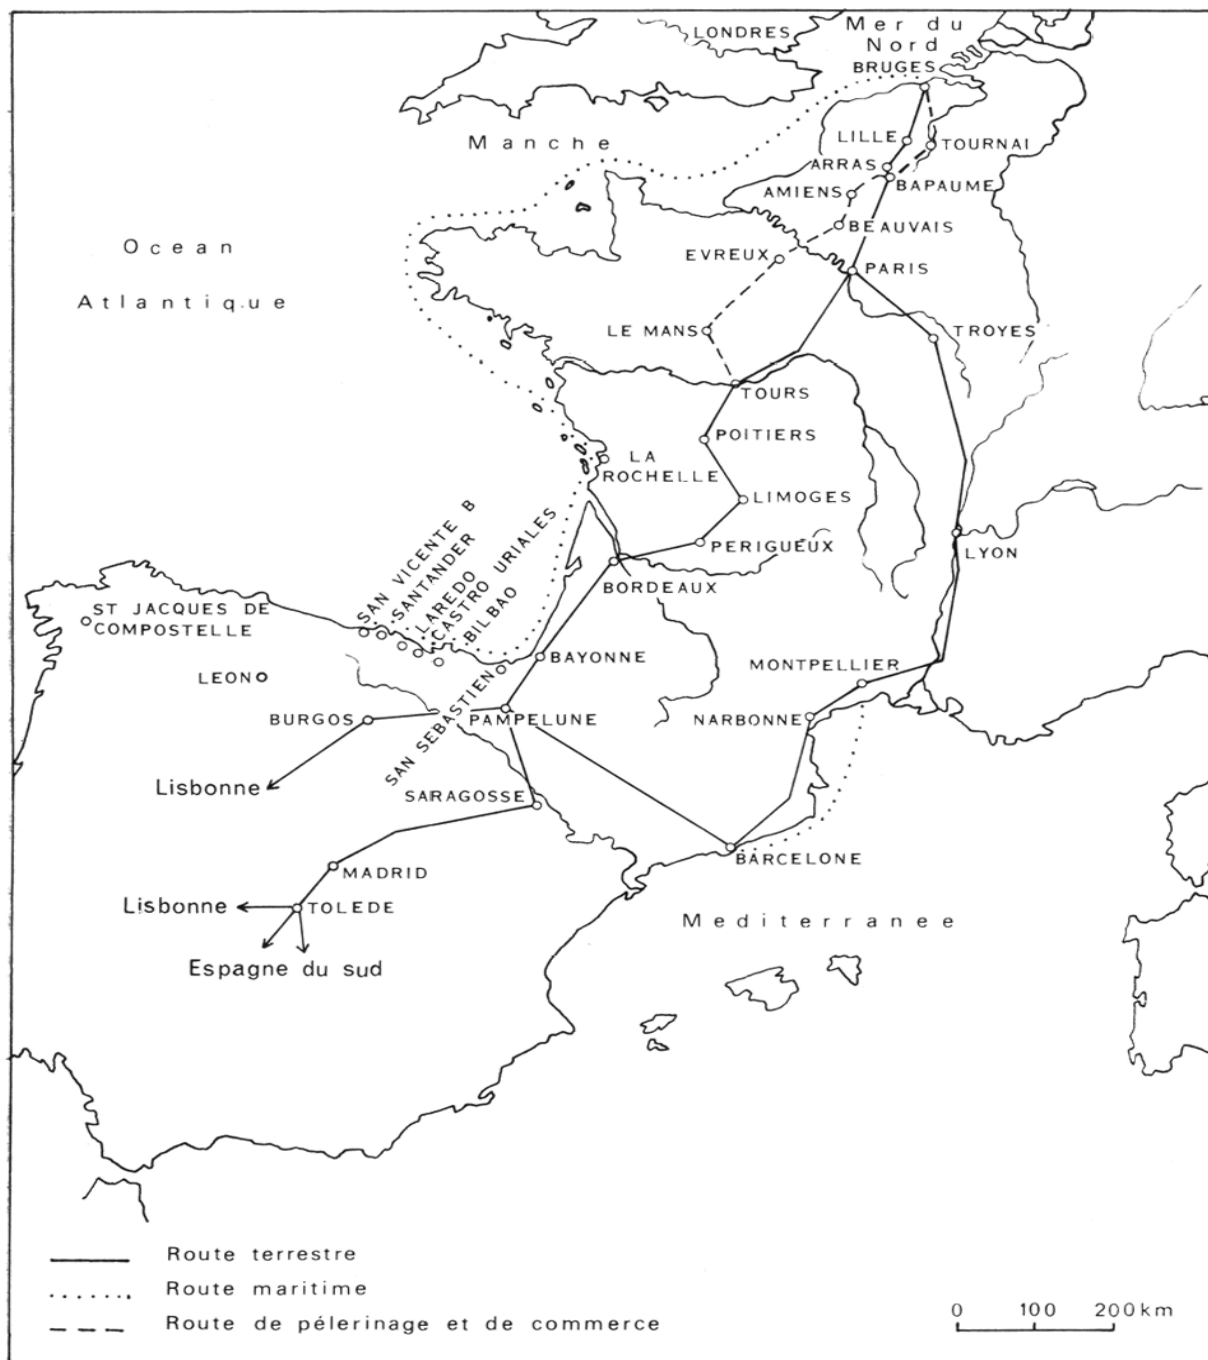 LONDRES
Mer du
Nord
BRUGES
Manche
LILLE
TOURNAI
ARRAS
BAPAUME
AMIENS
BEAUVAIS
Ocean
Atlantique
EVREUX
PARIS
LE MANS
TROYES
TOURS
POITIERS
LA
ROCHELLE
LIMOGES
PERIGUEUX
LYON
BORDEAUX
SAN VICENTE B
SANTANDER
LAREDO
CASTRO URIALES
BILBAO
ST JACQUES DE
COMPOSTELLE
BAYONNE
MONTPELLIER
LEON
BURGOS
SAN SEBASTIEN
PAMPELUNE
NARBONNE
Lisbonne
SARAGOSSE
BARCELONE
MADRID
Lisbonne
TOLEDE
Mediterranee
Espagne du sud
Route terrestre
Route maritime
Route de pélerinage et de commerce
0 100 200km